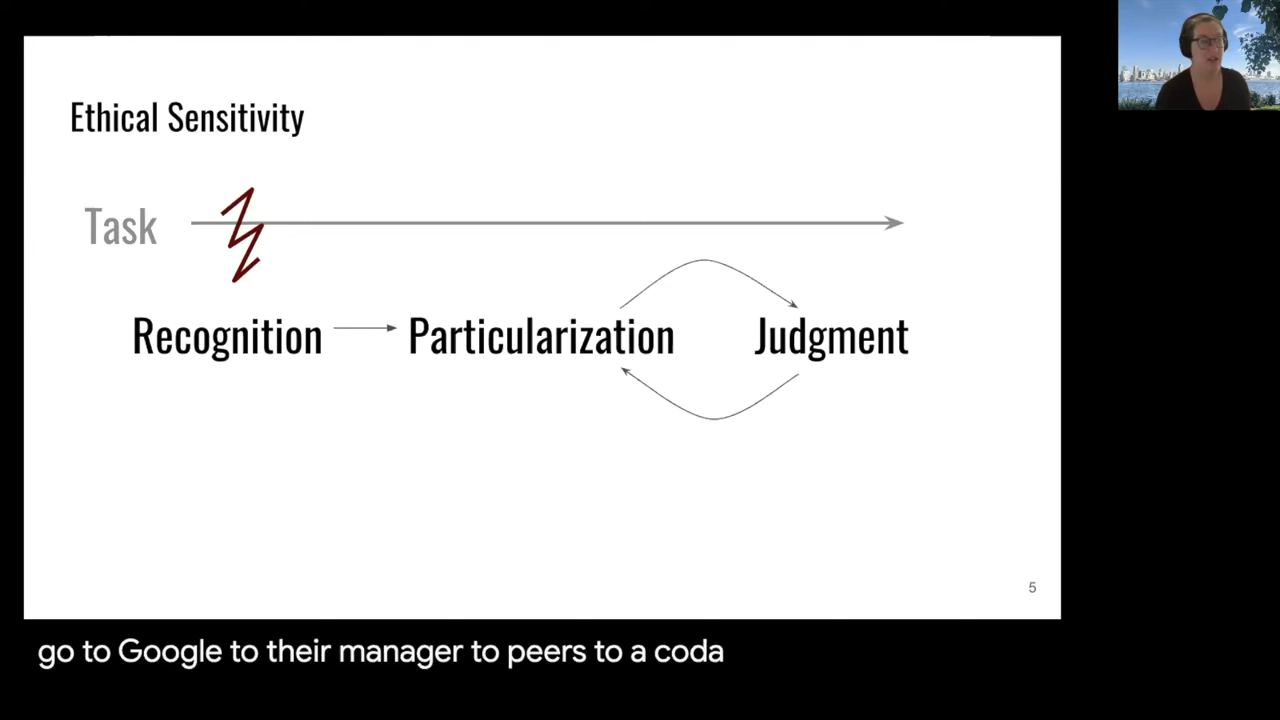 Ethical Sensitivity
Task
Recognition Particularization Judgment
5
go to Google to their manager to peers to a coda